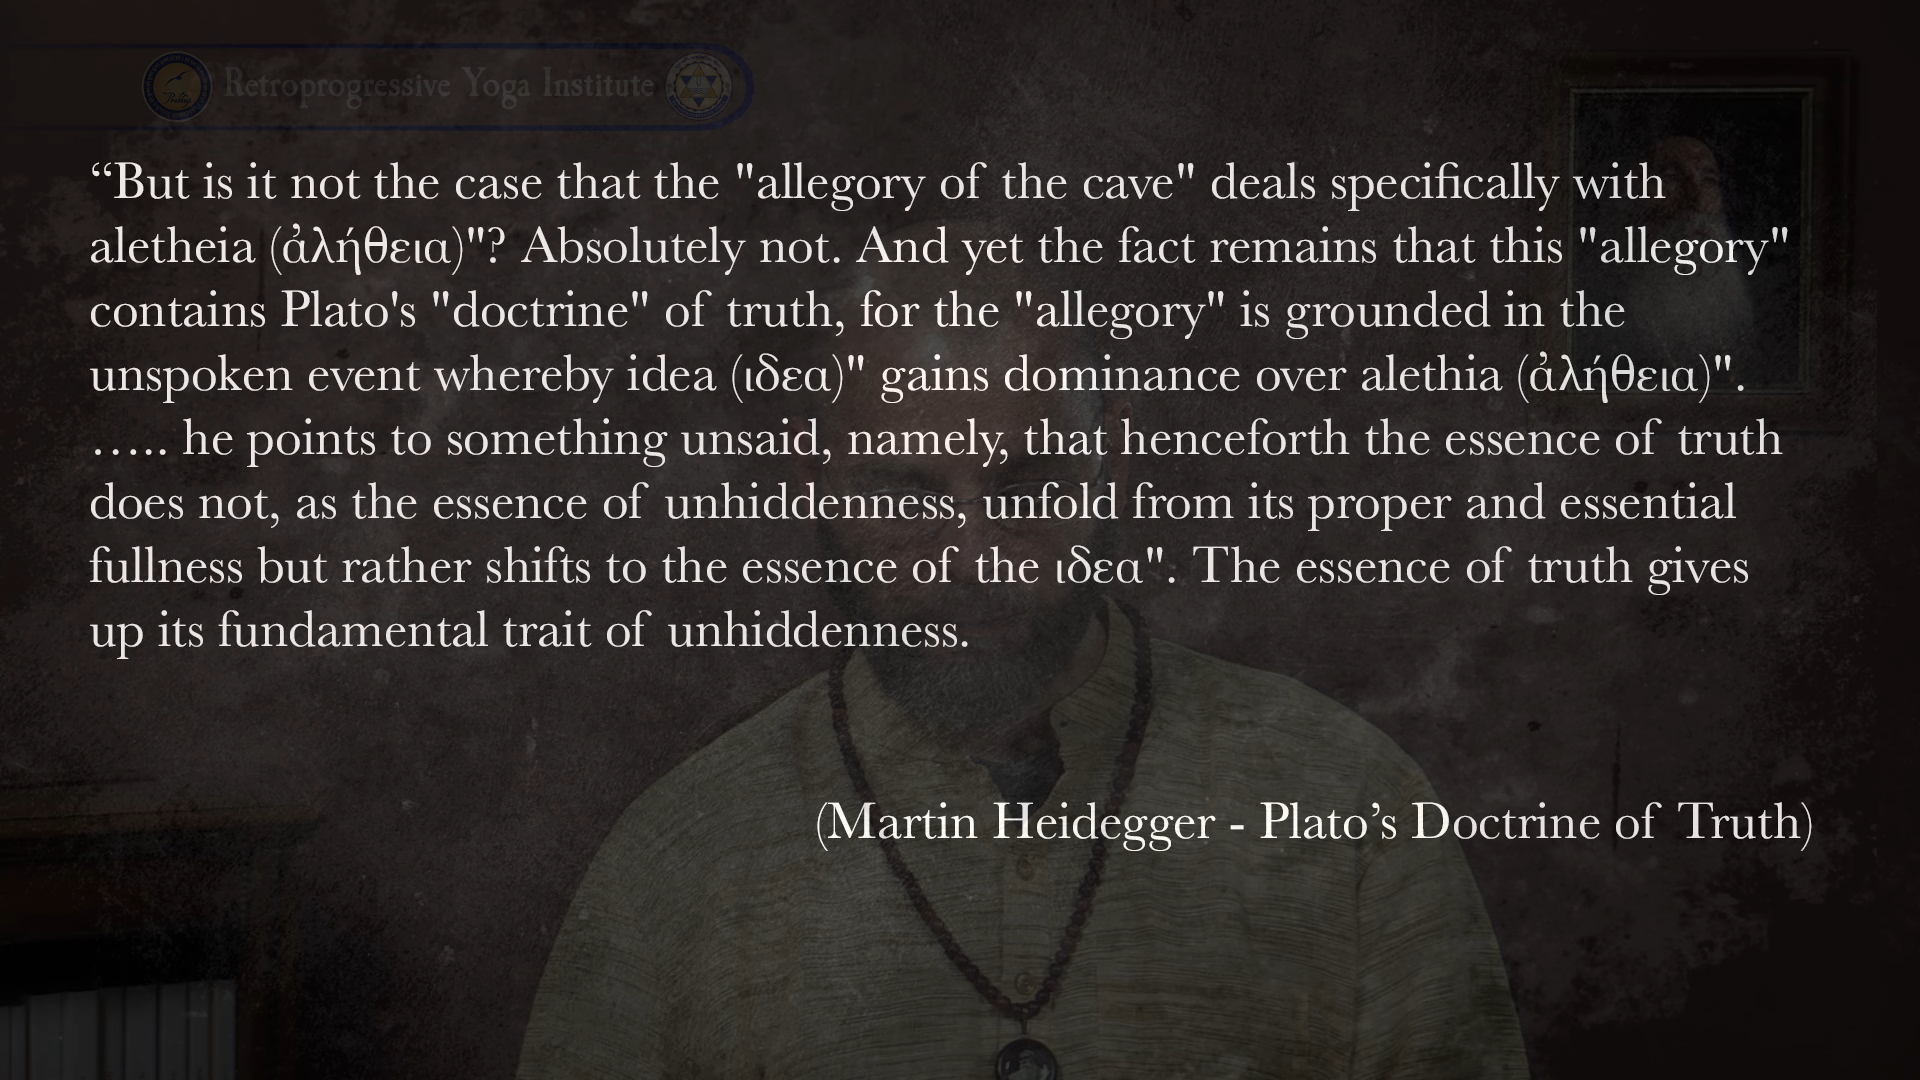 Retroprogressive Yoga Institute
“But is it not the case that the "allegory of the cave" deals specifically with
aletheia (ἀλήθεια)"? Absolutely not. And yet the fact remains that this "allegory"
contains Plato's "doctrine" of truth, for the "allegory" is grounded in the
unspoken event whereby idea (ιδεα)" gains dominance over alethia (ἀλήθεια)".
….. he points to something unsaid, namely, that henceforth the essence of truth
does not, as the essence of unhiddenness, unfold from its proper and essential
fullness but rather shifts to the essence of the ιδεα". The essence of truth gives
up its fundamental trait of unhiddenness.
(Martin Heidegger - Plato’s Doctrine of Truth)